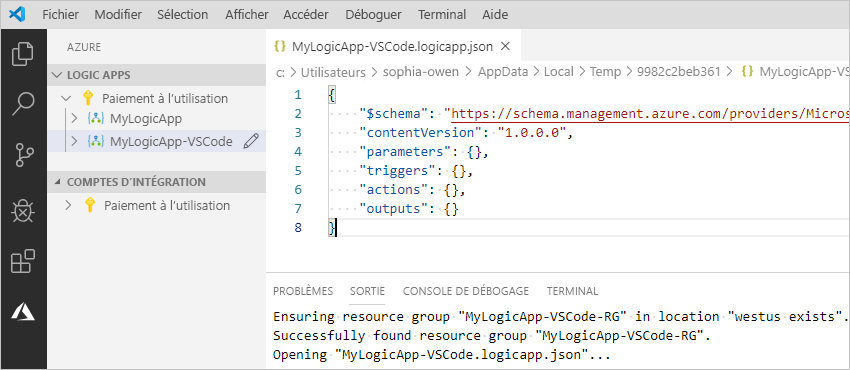 Fichier Modifier Sélection Afficher Accéder Déboguer Terminal Aide
AZURE
LOGIC APPS
Paiement à l'utilisation
MyLogicApp
MyLogicApp-VSCode
COMPTES D'INTÉGRATION
Paiement à l'utilisation
MyLogicApp-VSCode.logicapp.json
c: > Utilisateurs > sophia-owen > AppData > Local > Temp > 9982c2beb361 > {} MyLogicApp-VS
1 {
2 "$schema": "https://schema.management.azure.com/providers/Micros
3 "contentVersion": "1.0.0.0",
4 "parameters": {},
5 "triggers": {},
6 "actions": {},
7 "outputs": {}
8 }
PROBLÈMES SORTIE CONSOLE DE DÉBOGAGE TERMINAL
Ensuring resource group "MyLogicApp-VSCode-RG" in location "westus exists".
Successfully found resource group "MyLogicApp-VSCode-RG".
Opening "MyLogicApp-VSCode.logicapp.json"...